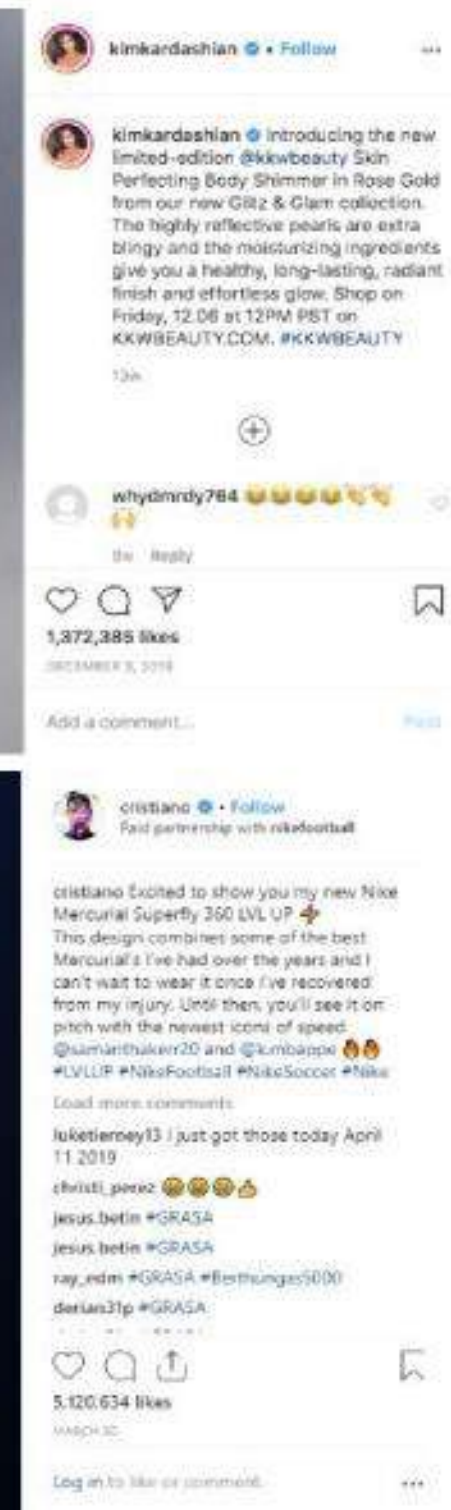 kimkardashian • Follow
kimkardashian Introducing the new
limited-edition @kkwbeauty Skin
Perfecting Body Shimmer in Rose Gold
from our new Glitz & Glam collection.
The highly reflective pearls are extra
blingy and the moisturizing ingredients
give you a healthy, long-lasting, radiant
finish and effortless glow. Shop on
Friday, 12.06 at 12PM PST on
KKWBEAUTY.COM. #KKWBEAUTY
whydmrdy764 😂😂😂😂👏👏
🙌
Reply
1,372,385 likes
Add a comment...
Post
cristiano • Follow
Paid partnership with nikefootball
cristiano Excited to show you my new Nike
Mercurial Superfly 360 LVL UP
This design combines some of the best
Mercurial's I've had over the years and I
can't wait to wear it once I've recovered
from my injury. Until then, you'll see it on
pitch with the newest icons of speed
@samanthakerr20 and @k.mbappe 🔥🔥
#LVLUP #NikeFootball #NikeSoccer #Nike
Load more comments
luketierney13 I just got those today April
11 2019
christi_perez
jesus.betin #GRASA
jesus.betin #GRASA
ray_edm #GRASA
derian31p #GRASA
5,120,634 likes
Log in to like or comment.